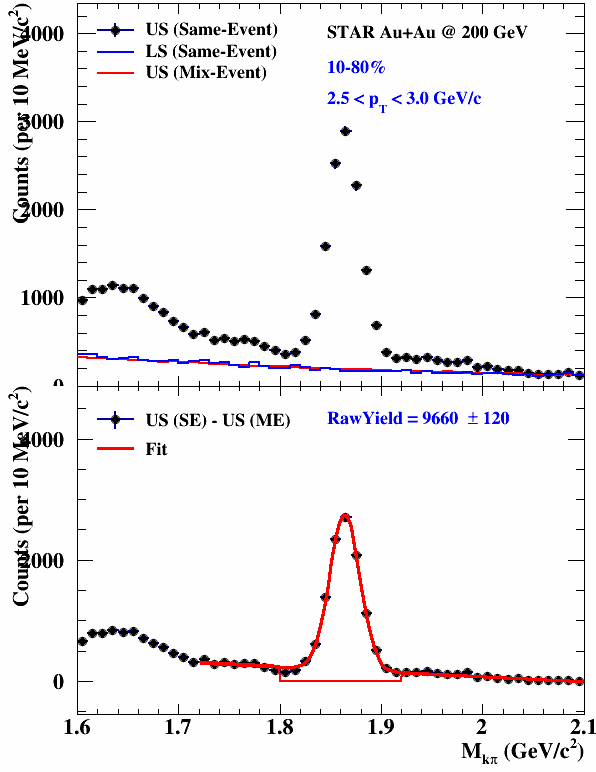 US (Same-Event)
LS (Same-Event)
US (Mix-Event)
STAR Au+Au @ 200 GeV
10-80%
2.5 < p_T < 3.0 GeV/c
Counts (per 10 MeV/c²)
4000
3000
2000
1000
0
US (SE) - US (ME)
Fit
RawYield = 9660 ± 120
Counts (per 10 MeV/c²)
4000
2000
0
1.6 1.7 1.8 1.9 2 2.1
M_kπ (GeV/c²)